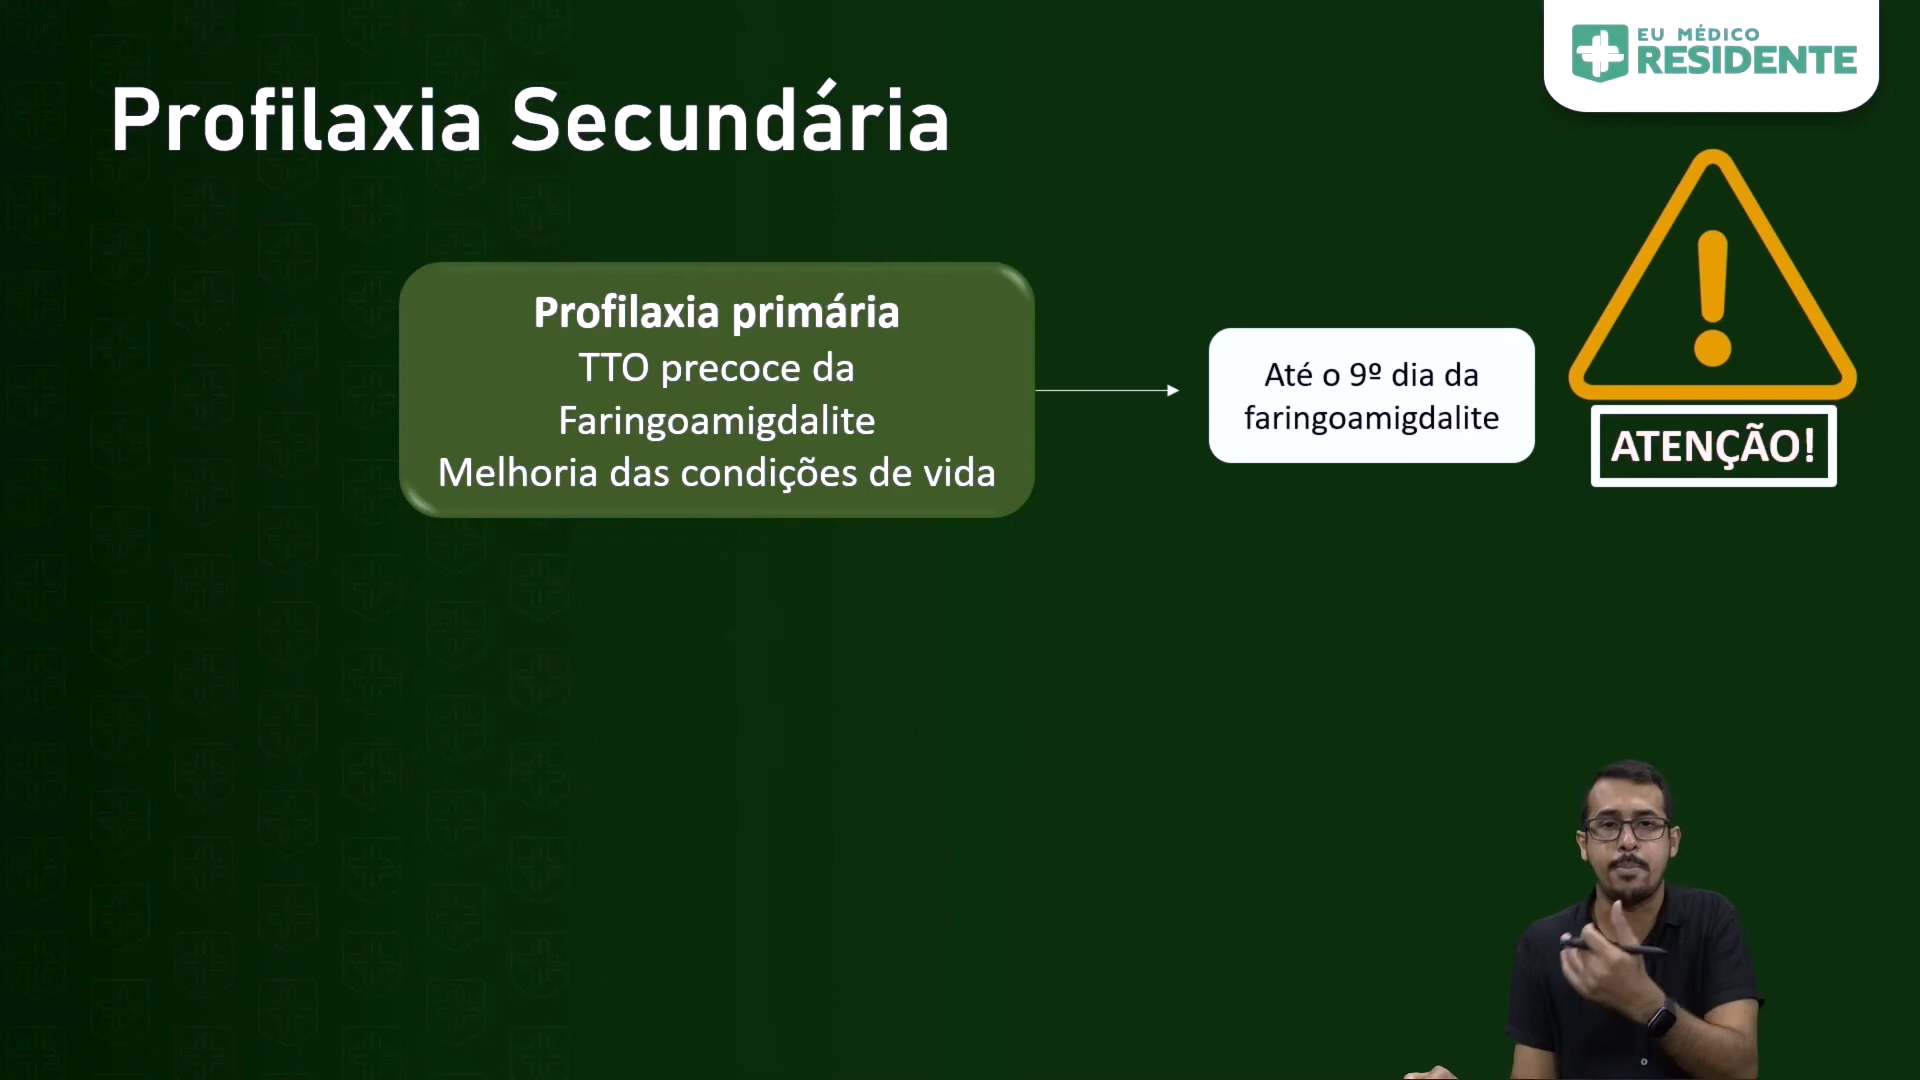 EU MÉDICO
RESIDENTE
Profilaxia Secundária
Profilaxia primária
TTO precoce da
Faringoamigdalite
Melhoria das condições de vida
Até o 9º dia da
faringoamigdalite
ATENÇÃO!